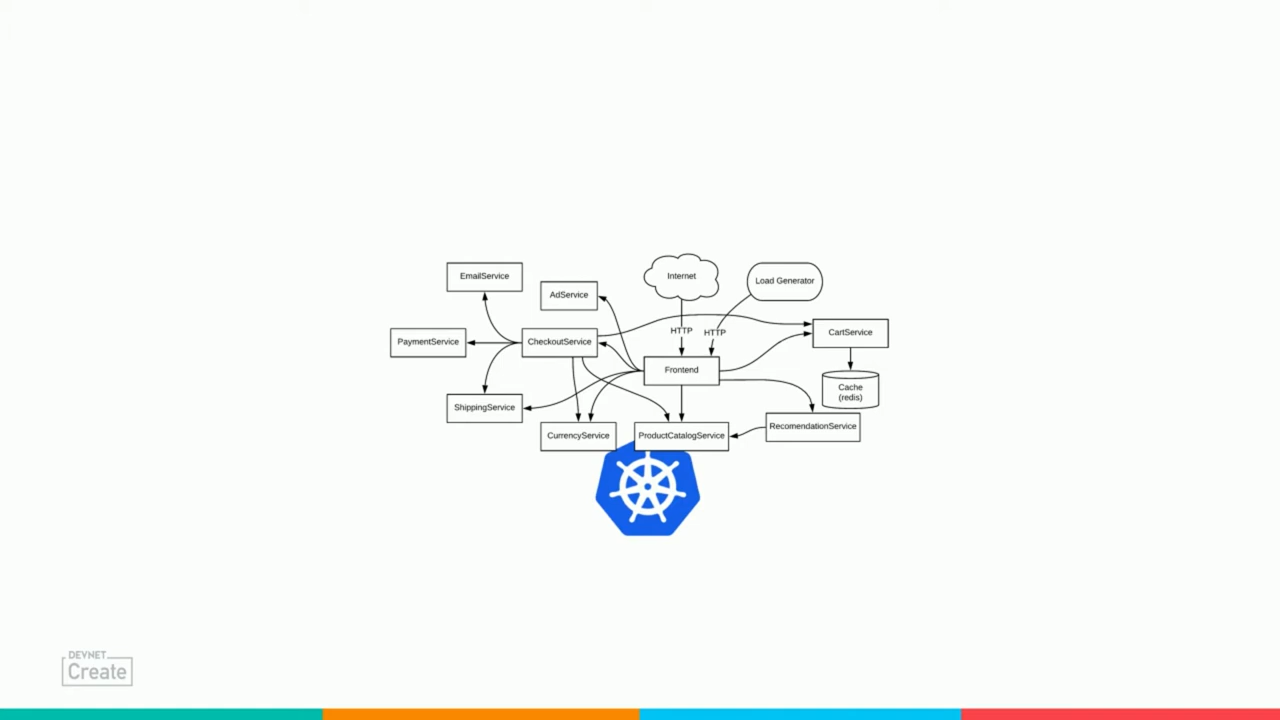 EmailService
Internet
Load Generator
AdService
HTTP
HTTP
CartService
PaymentService
CheckoutService
Frontend
Cache
(redis)
ShippingService
RecomendationService
CurrencyService
ProductCatalogService
DEVNET
Create